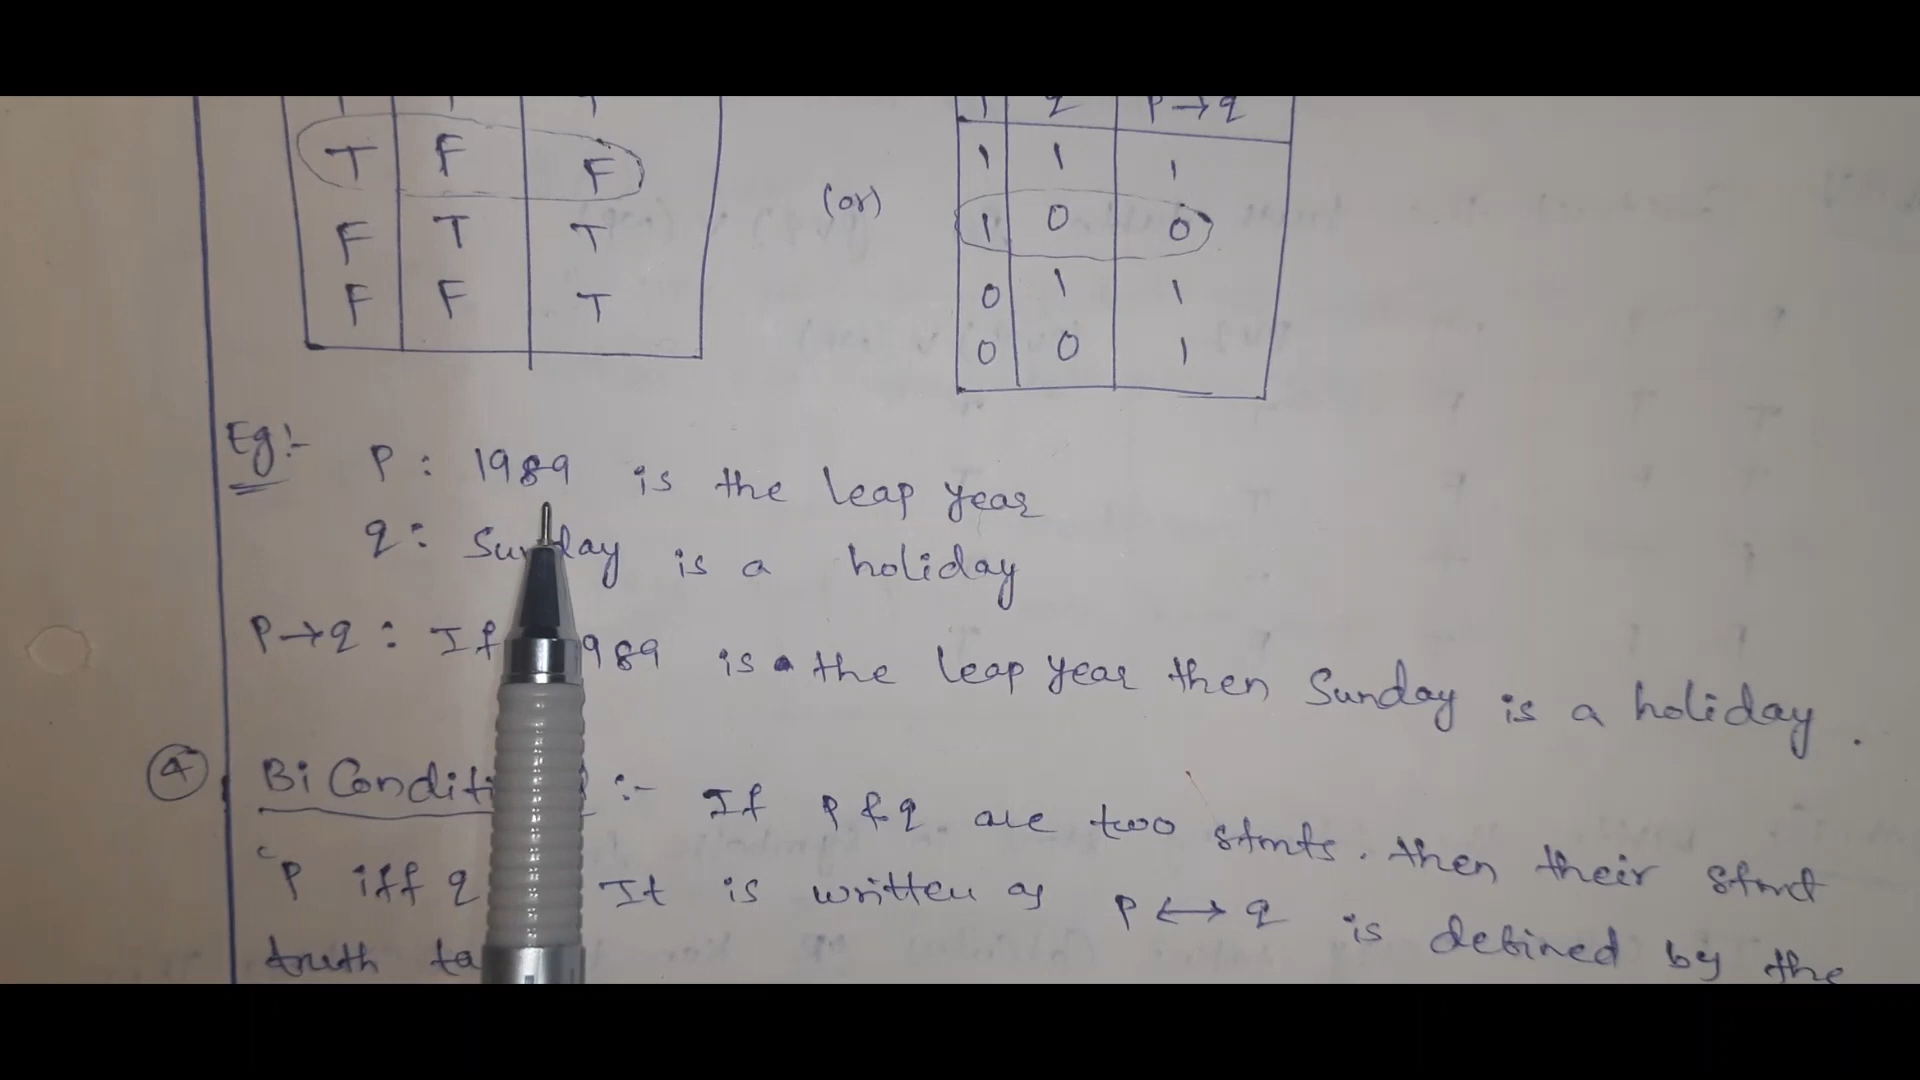 q P→q
T F F
F T T
F F T
(or)
1 1 1
1 0 0
0 1 1
0 0 1
Eg:- P : 1989 is the leap year
q : Sunday is a holiday
P→q : If 1989 is the leap year then Sunday is a holiday.
4 Bi Conditi :- If P & q are two stmts. then their stmt
"P iff q It is written as P ↔ q is defined by the
truth ta